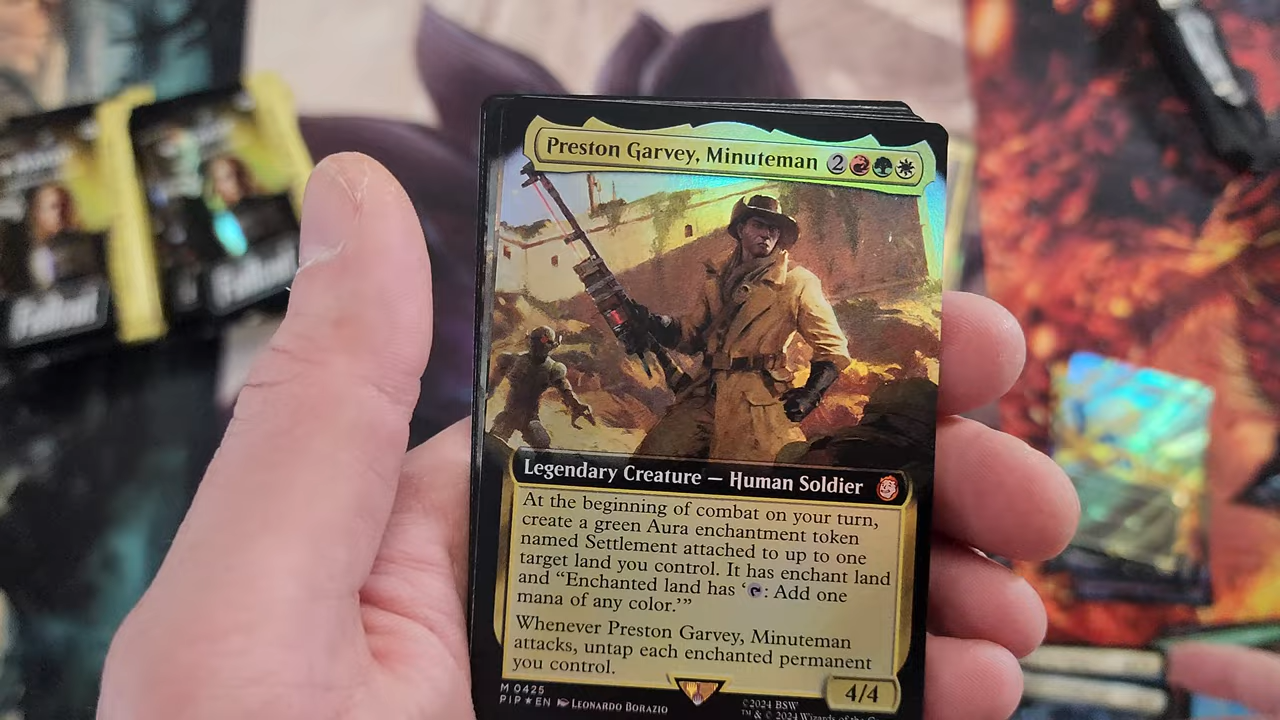 Preston Garvey, Minuteman 2
Legendary Creature — Human Soldier
At the beginning of combat on your turn,
create a green Aura enchantment token
named Settlement attached to up to one
target land you control. It has enchant land
and “Enchanted land has ‘: Add one
mana of any color.’”
Whenever Preston Garvey, Minuteman
attacks, untap each enchanted permanent
you control.
4/4
M 0425
PIP★EN Leonardo Borazio
©2024 BSW
™ & © 2024 Wizards of the
Fallout
Fallout